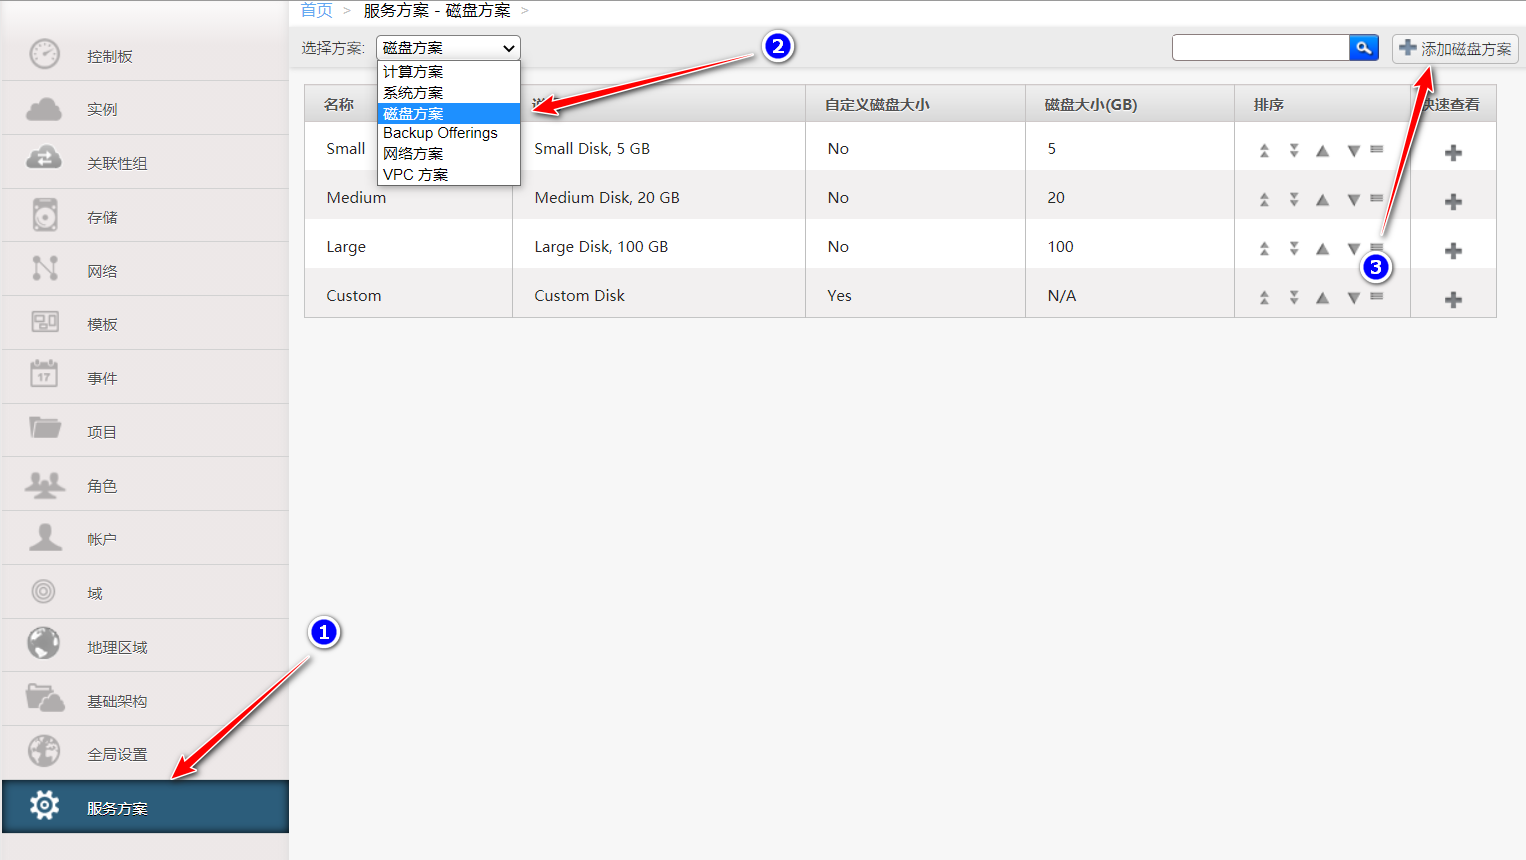 首页 > 服务方案 - 磁盘方案 >
选择方案: 磁盘方案
添加磁盘方案
计算方案
系统方案
磁盘方案
Backup Offerings
网络方案
VPC 方案
名称 自定义磁盘大小 磁盘大小(GB) 排序 快速查看
Small Small Disk, 5 GB No 5
Medium Medium Disk, 20 GB No 20
Large Large Disk, 100 GB No 100
Custom Custom Disk Yes N/A
控制板
实例
关联性组
存储
网络
模板
17
事件
项目
角色
帐户
域
地理区域
基础架构
全局设置
服务方案
1
2
3